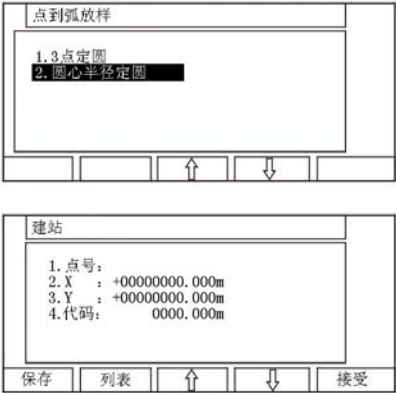 点到弧放样
1.3点定圆
2.圆心半径定圆
⇧ ⇩
建站
1.点号：
2.X ：+00000000.000m
3.Y ：+00000000.000m
4.代码： 0000.000m
保存 列表 ⇧ ⇩ 接受